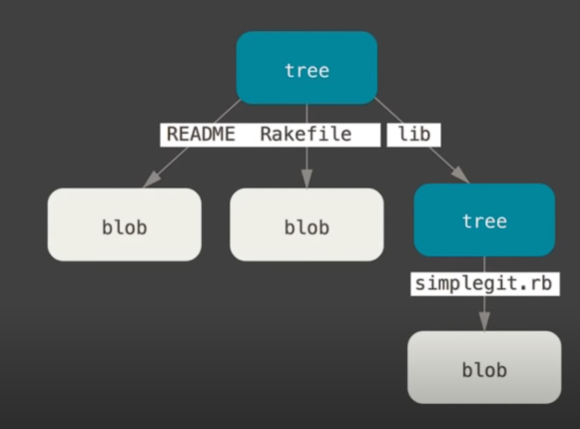 tree
README Rakefile lib
blob blob tree
simplegit.rb
blob